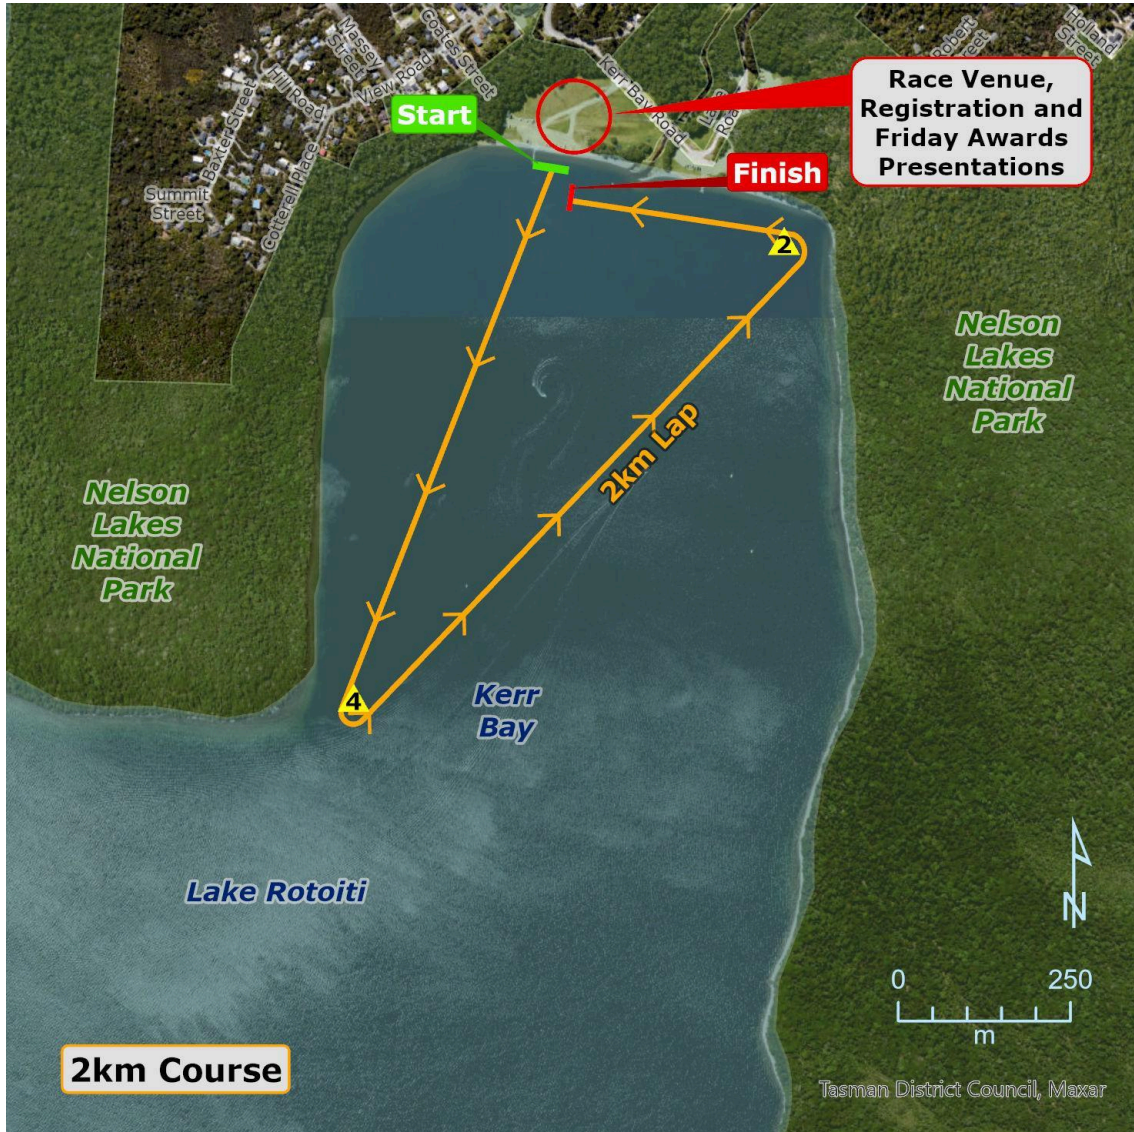 Massey
Street
Coates Street
View Road
Hill Road
Baxter Street
Cotterell Place
Summit
Street
Kerr Bay Road
Road
Robert
Street
Holland
Street
Race Venue,
Registration and
Friday Awards
Presentations
Start
Finish
2
Nelson
Lakes
National
Park
2km Lap
Nelson
Lakes
National
Park
4
Kerr
Bay
Lake Rotoiti
N
0 250
m
2km Course
Tasman District Council, Maxar